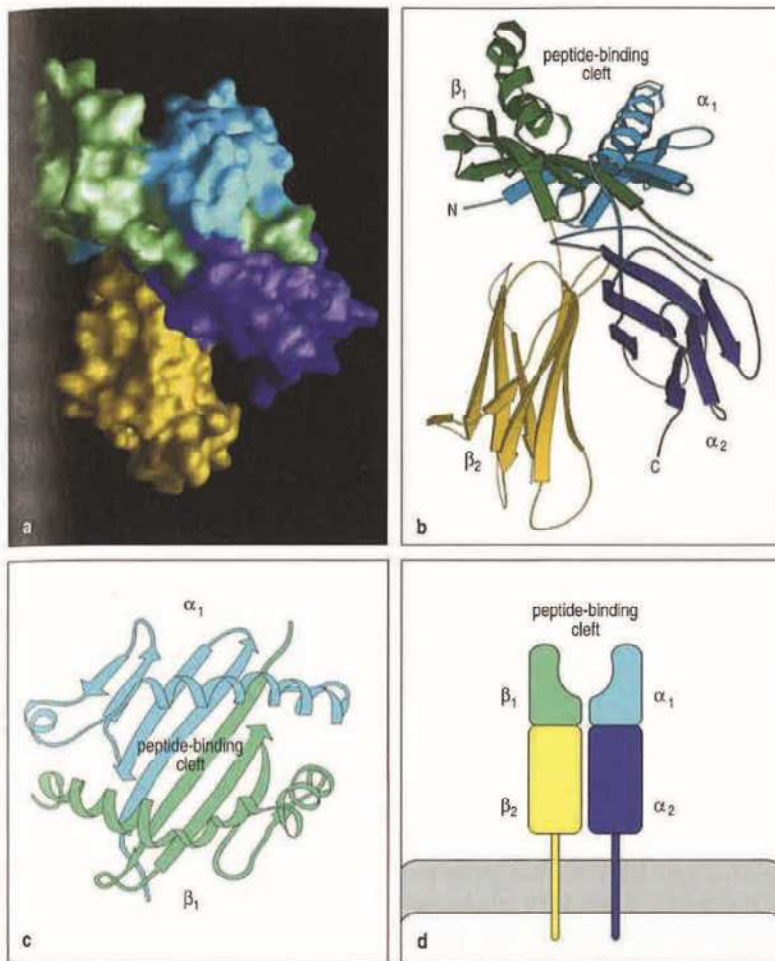 a
peptide-binding
cleft
β₁
α₁
N
β₂
α₂
C
b
α₁
peptide-binding
cleft
β₁
c
peptide-binding
cleft
β₁
α₁
β₂
α₂
d